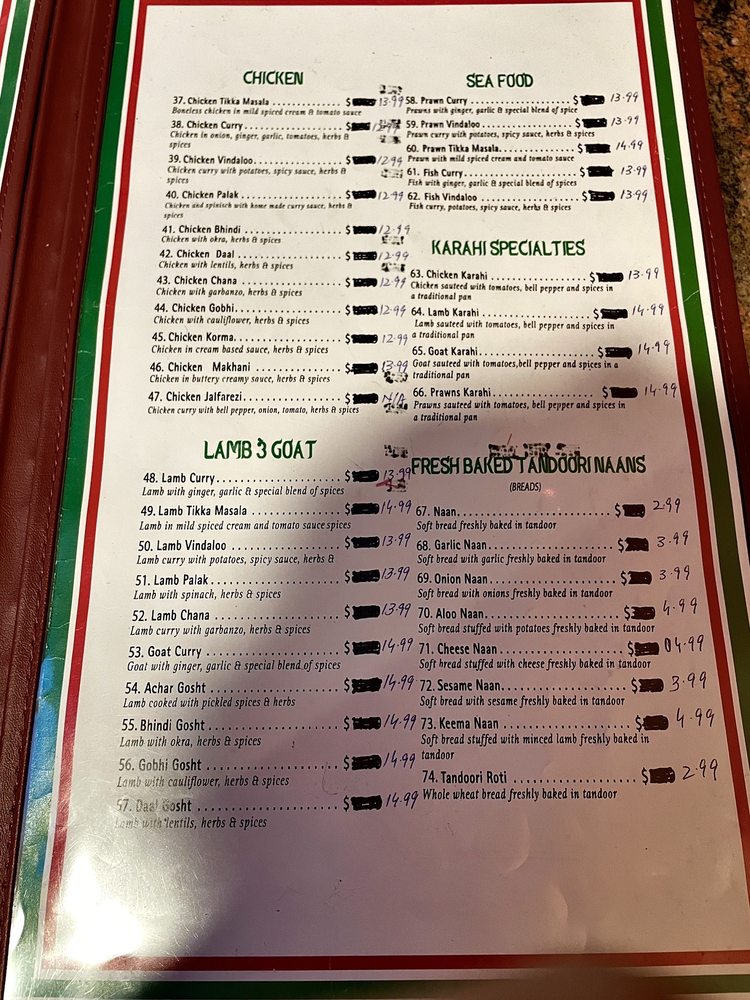 CHICKEN
37. Chicken Tikka Masala .................... $ 13.99
Boneless chicken in mild spiced cream & tomato sauce
38. Chicken Curry .......................... $ 12.99
Chicken in onion, ginger, garlic, tomatoes, herbs &
spices
39. Chicken Vindaloo....................... $ 12.99
Chicken curry with potatoes, spicy sauce, herbs &
spices
40. Chicken Palak .......................... $ 12.99
Chicken and spinisch with home made curry sauce, herbs &
spices
41. Chicken Bhindi ......................... $ 12.99
Chicken with okra, herbs & spices
42. Chicken Daal .......................... $ 12.99
Chicken with lentils, herbs & spices
43. Chicken Chana ......................... $ 12.99
Chicken with garbanzo, herbs & spices
44. Chicken Gobhi.......................... $ 12.99
Chicken with cauliflower, herbs & spices
45. Chicken Korma.......................... $ 12.99
Chicken in cream based sauce, herbs & spices
46. Chicken Makhani ...................... $ 13.99
Chicken in buttery creamy sauce, herbs & spices
47. Chicken Jalfarezi ...................... $ N/A
Chicken curry with bell pepper, onion, tomato, herbs & spices
LAMB & GOAT
48. Lamb Curry............................ $ 13.99
Lamb with ginger, garlic & special blend of spices
49. Lamb Tikka Masala .................... $ 14.99
Lamb in mild spiced cream and tomato sauce spices
50. Lamb Vindaloo ........................ $ 13.99
Lamb curry with potatoes, spicy sauce, herbs &
51. Lamb Palak............................ $ 13.99
Lamb with spinach, herbs & spices
52. Lamb Chana .......................... $ 13.99
Lamb curry with garbanzo, herbs & spices
53. Goat Curry ............................ $ 14.99
Goat with ginger, garlic & special blend of spices
54. Achar Gosht .......................... $ 14.99
Lamb cooked with pickled spices & herbs
55. Bhindi Gosht .......................... $ 14.99
Lamb with okra, herbs & spices
56. Gobhi Gosht .......................... $ 14.99
Lamb with cauliflower, herbs & spices
57. Daal Gosht ............................ $ 14.99
Lamb with lentils, herbs & spices
SEA FOOD
58. Prawn Curry ........................ $ 13.99
Prawns with ginger, garlic & special blend of spice
59. Prawn Vindaloo ..................... $ 13.99
Prawn curry with potatoes, spicy sauce, herbs & spices
60. Prawn Tikka Masala.................. $ 14.99
Prawn with mild spiced cream and tomato sauce
61. Fish Curry.......................... $ 13.99
Fish with ginger, garlic & special blend of spices
62. Fish Vindaloo ....................... $ 13.99
Fish curry, potatoes, spicy sauce, herbs & spices
KARAHI SPECIALTIES
63. Chicken Karahi ...................... $ 13.99
Chicken sauteed with tomatoes, bell pepper and spices in
a traditional pan
64. Lamb Karahi ........................ $ 14.99
Lamb sauteed with tomatoes, bell pepper and spices in
a traditional pan
65. Goat Karahi......................... $ 14.99
Goat sauteed with tomatoes,bell pepper and spices in a
traditional pan
66. Prawns Karahi....................... $ 14.99
Prawns sauteed with tomatoes, bell pepper and spices in
a traditional pan
FRESH BAKED TANDOORI NAANS
(BREADS)
67. Naan............................... $ 2.99
Soft bread freshly baked in tandoor
68. Garlic Naan......................... $ 3.99
Soft bread with garlic freshly baked in tandoor
69. Onion Naan......................... $ 3.99
Soft bread with onions freshly baked in tandoor
70. Aloo Naan.......................... $ 4.99
Soft bread stuffed with potatoes freshly baked in tandoor
71. Cheese Naan........................ $ 04.99
Soft bread stuffed with cheese freshly baked in tandoor
72. Sesame Naan....................... $ 3.99
Soft bread with sesame freshly baked in tandoor
73. Keema Naan ....................... $ 4.99
Soft bread stuffed with minced lamb freshly baked in
tandoor
74. Tandoori Roti ...................... $ 2.99
Whole wheat bread freshly baked in tandoor